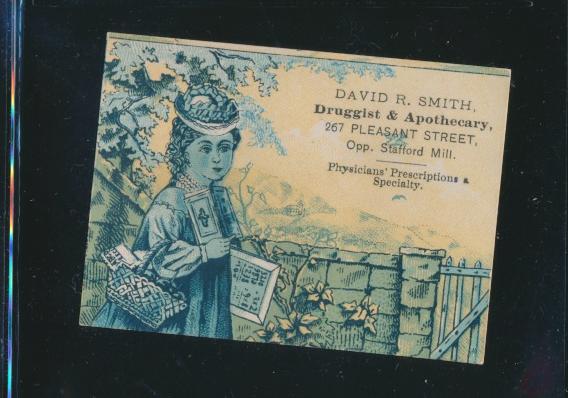 DAVID R. SMITH,
Druggist & Apothecary,
267 PLEASANT STREET,
Opp. Stafford Mill.
Physicians' Prescriptions a
Specialty.